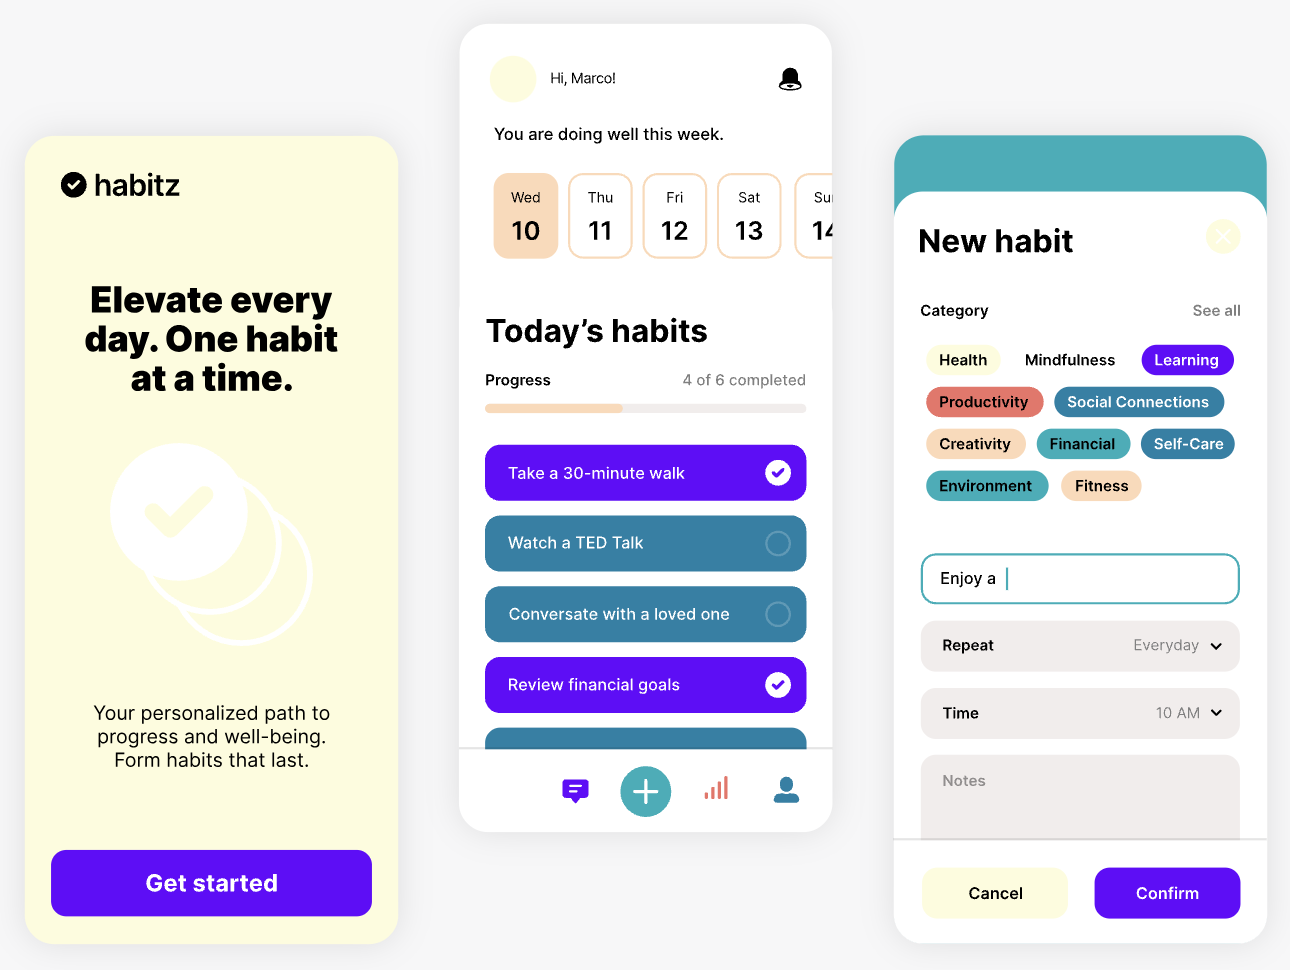 habitz
Elevate every
day. One habit
at a time.
Your personalized path to
progress and well-being.
Form habits that last.
Get started
Hi, Marco!
You are doing well this week.
Wed Thu Fri Sat Sun
10 11 12 13 14
Today's habits
Progress 4 of 6 completed
Take a 30-minute walk
Watch a TED Talk
Conversate with a loved one
Review financial goals
New habit
Category See all
Health Mindfulness Learning
Productivity Social Connections
Creativity Financial Self-Care
Environment Fitness
Enjoy a
Repeat Everyday
Time 10 AM
Notes
Cancel Confirm